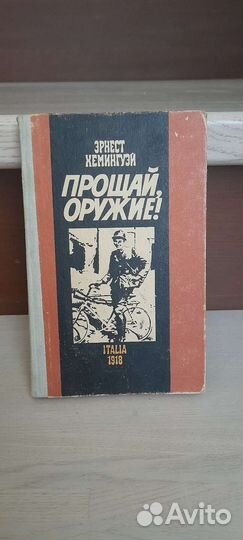 ЭРНЕСТ
ХЕМИНГУЭЙ
ПРОЩАЙ,
ОРУЖИЕ!
ITALIA
1918
Avito